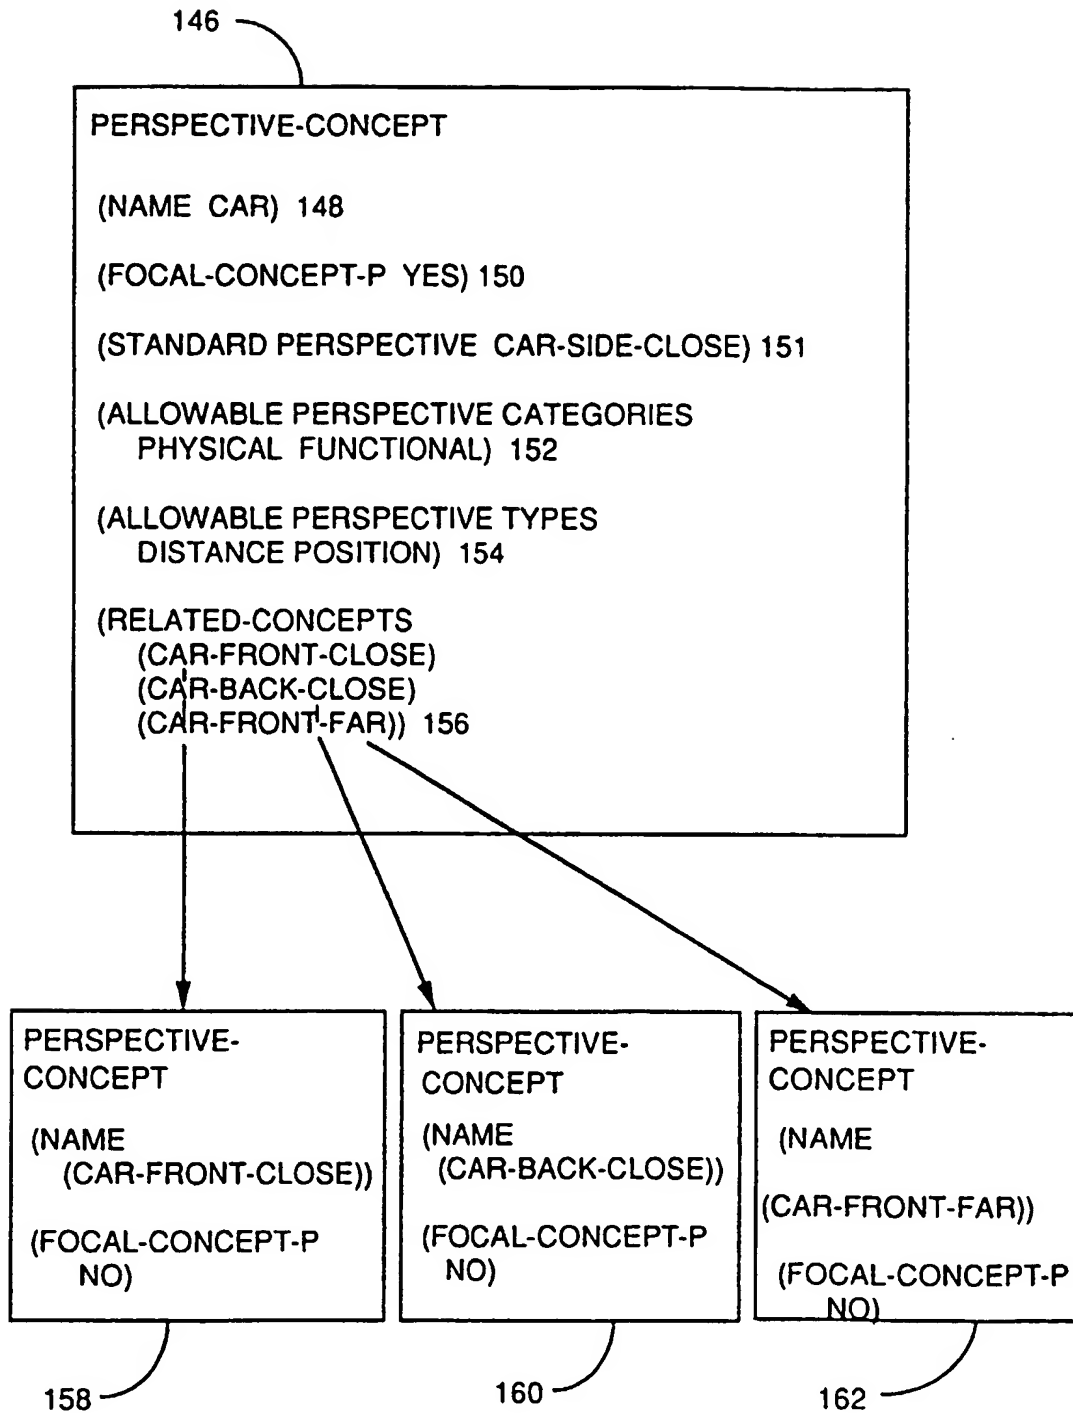 146
PERSPECTIVE-CONCEPT
(NAME CAR) 148
(FOCAL-CONCEPT-P YES) 150
(STANDARD PERSPECTIVE CAR-SIDE-CLOSE) 151
(ALLOWABLE PERSPECTIVE CATEGORIES
PHYSICAL FUNCTIONAL) 152
(ALLOWABLE PERSPECTIVE TYPES
DISTANCE POSITION) 154
(RELATED-CONCEPTS
(CAR-FRONT-CLOSE)
(CAR-BACK-CLOSE)
(CAR-FRONT-FAR)) 156
PERSPECTIVE-
CONCEPT
(NAME
(CAR-FRONT-CLOSE))
(FOCAL-CONCEPT-P
NO)
158
PERSPECTIVE-
CONCEPT
(NAME
(CAR-BACK-CLOSE))
(FOCAL-CONCEPT-P
NO)
160
PERSPECTIVE-
CONCEPT
(NAME
(CAR-FRONT-FAR))
(FOCAL-CONCEPT-P
NO)
162